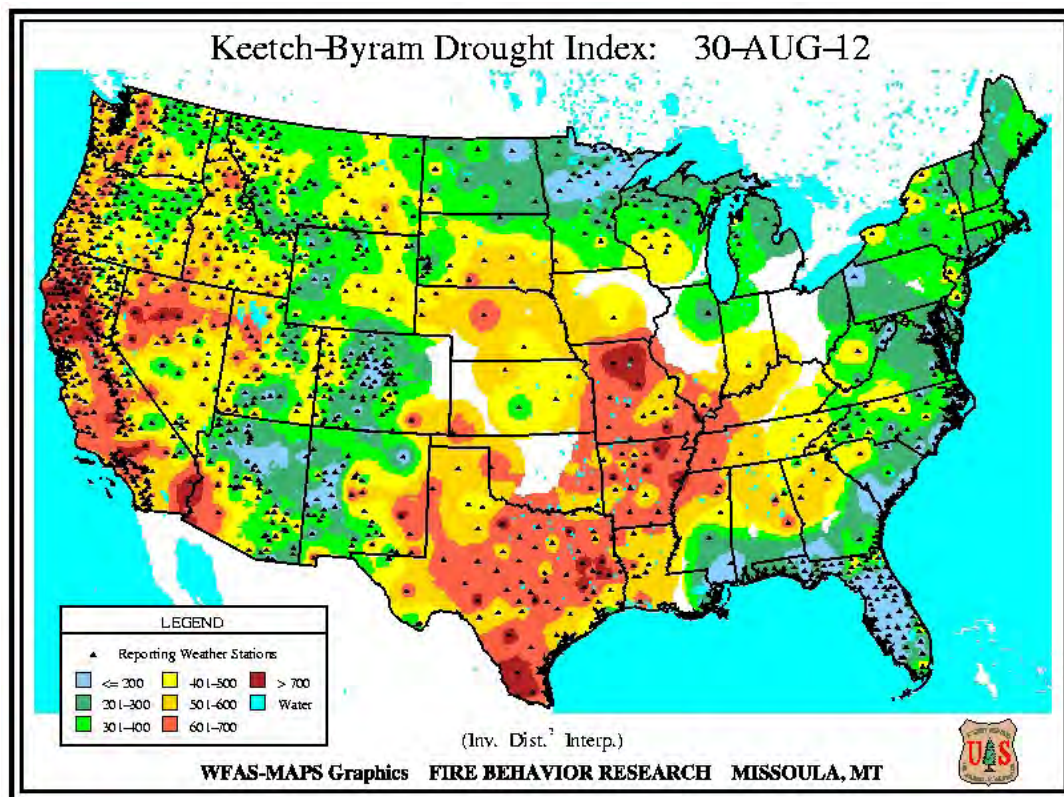 Keetch-Byram Drought Index: 30-AUG-12
LEGEND
Reporting Weather Stations
<= 200 401-500 > 700
201-300 501-600 Water
301-400 601-700
(Inv. Dist.² Interp.)
WFAS-MAPS Graphics FIRE BEHAVIOR RESEARCH MISSOULA, MT
U S